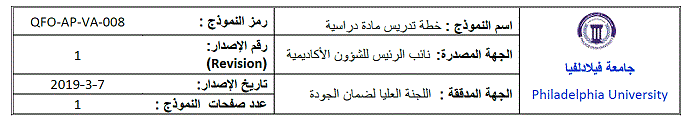 جامعة فيلادلفيا
Philadelphia University
اسم النموذج : خطة تدريس مادة دراسية
رمز النموذج : QFO-AP-VA-008
الجهة المصدرة: نائب الرئيس للشؤون الأكاديمية
رقم الإصدار: 1
(Revision)
الجهة المدققة : اللجنة العليا لضمان الجودة
تاريخ الإصدار: 2019-3-7
عدد صفحات النموذج : 1